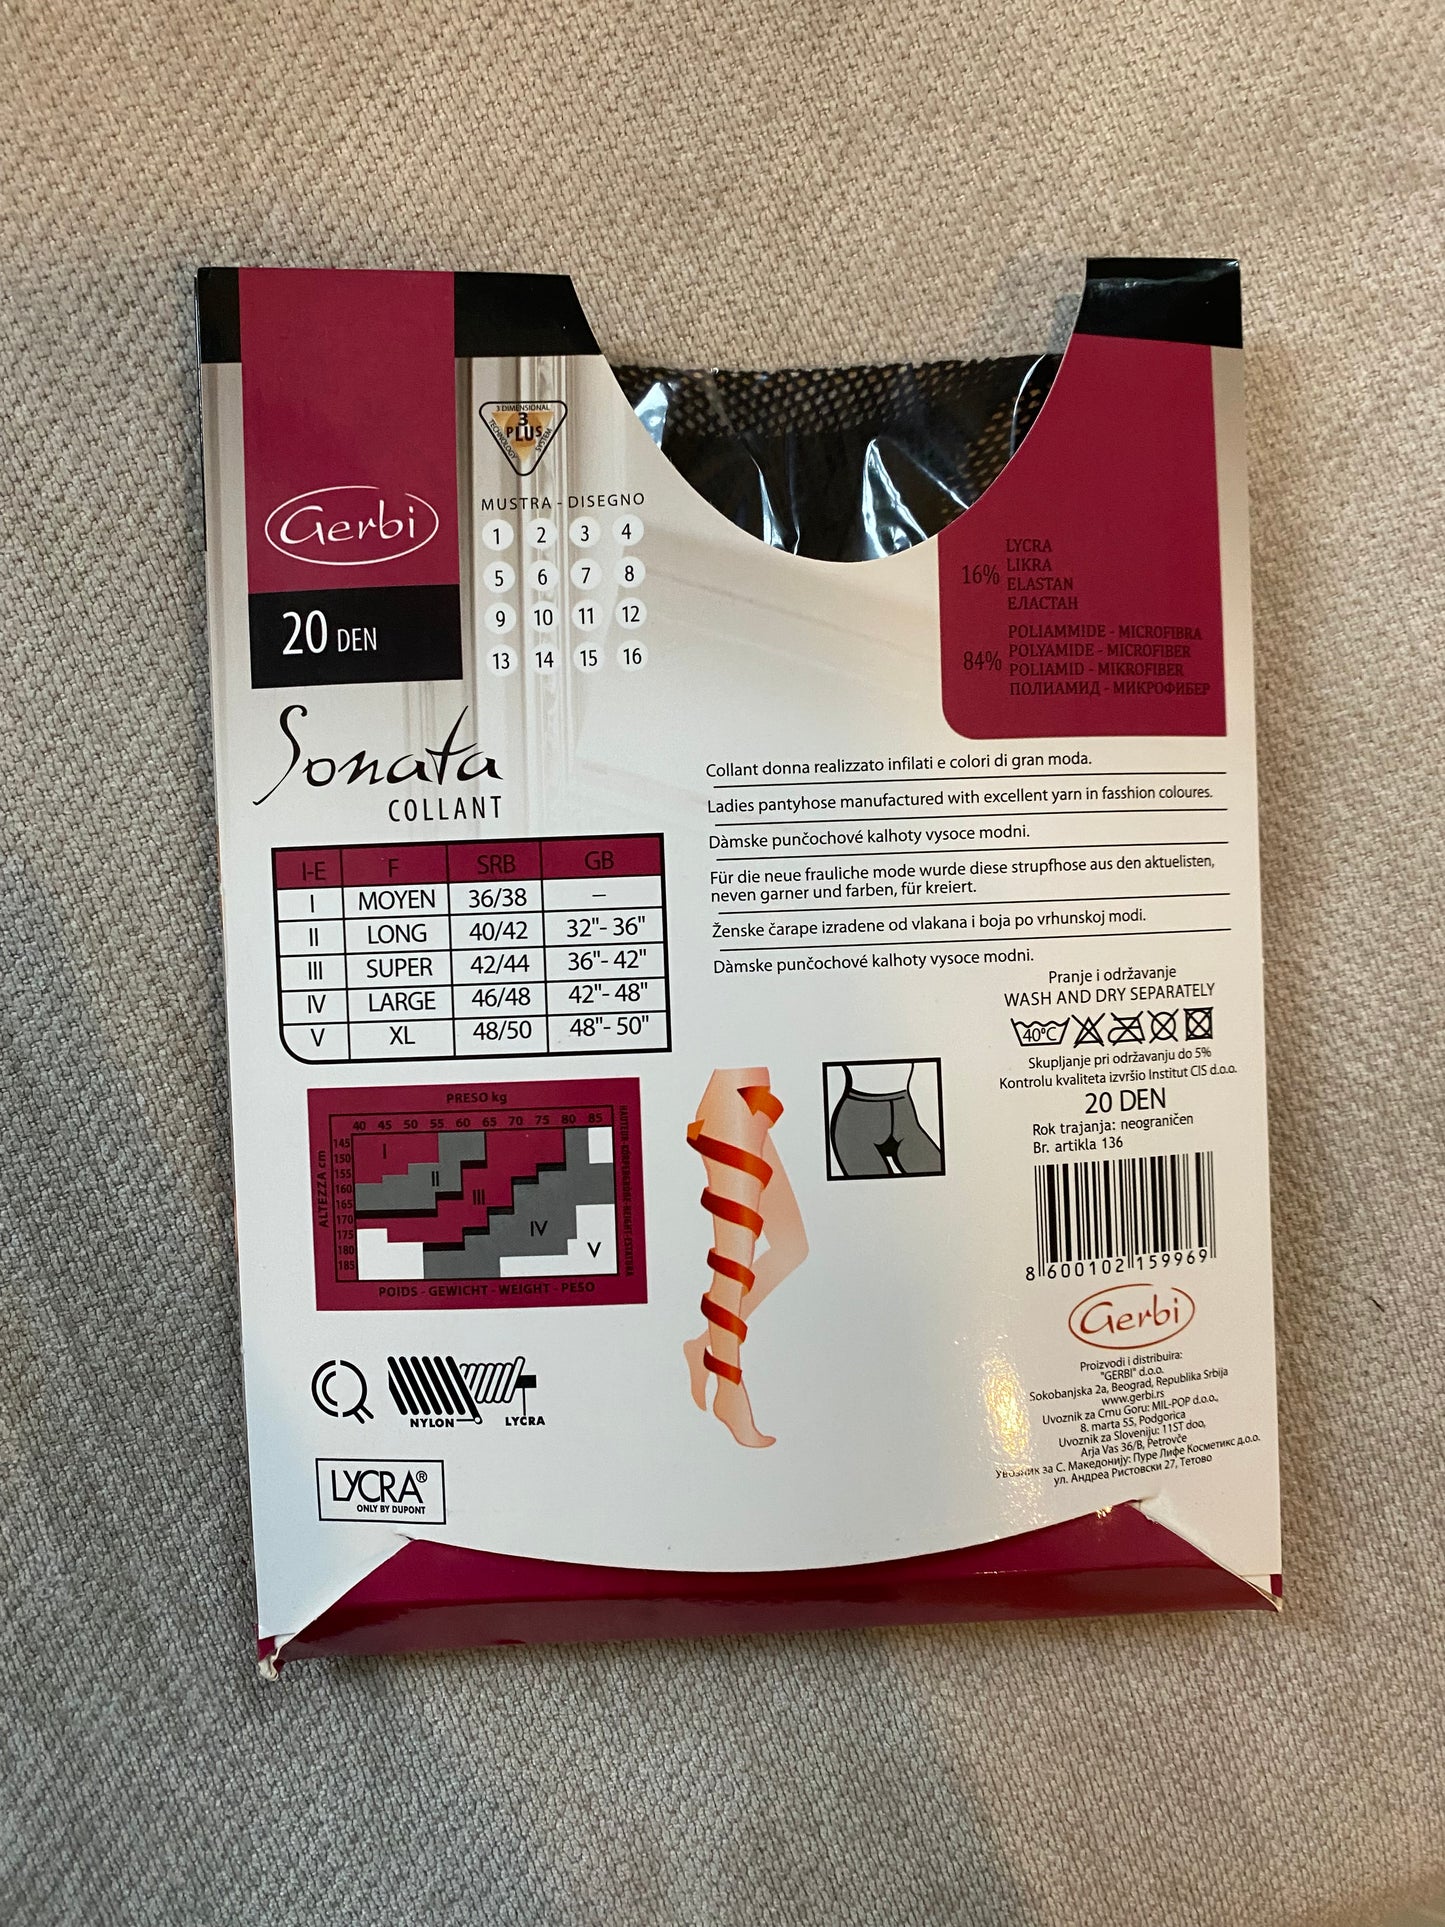 Gerbi
20 DEN
3 DIMENSIONAL
3
PLUS
TECHNOLOGY
SYSTEM
MUSTRA - DISEGNO
1 2 3 4
5 6 7 8
9 10 11 12
13 14 15 16
16%
LYCRA
LIKRA
ELASTAN
ЕЛАСТАН
84%
POLIAMMIDE - MICROFIBRA
POLYAMIDE - MICROFIBER
POLIAMID - MIKROFIBER
ПОЛИАМИД - МИКРОФИБЕР
Sonata
COLLANT
I-E F SRB GB
I MOYEN 36/38 –
II LONG 40/42 32"- 36"
III SUPER 42/44 36"- 42"
IV LARGE 46/48 42"- 48"
V XL 48/50 48"- 50"
Collant donna realizzato infilati e colori di gran moda.
Ladies pantyhose manufactured with excellent yarn in fasshion coloures.
Dàmske punčochové kalhoty vysoce modni.
Für die neue frauliche mode wurde diese strupfhose aus den aktuelisten,
neven garner und farben, für kreiert.
Ženske čarape izradene od vlakana i boja po vrhunskoj modi.
Dàmske punčochové kalhoty vysoce modni.
Pranje i održavanje
WASH AND DRY SEPARATELY
40°C
Skupljanje pri održavanju do 5%
Kontrolu kvaliteta izvršio Institut CIS d.o.o.
20 DEN
Rok trajanja: neograničen
Br. artikla 136
8 600102 159969
Gerbi
Proizvodi i distribuira:
"GERBI" d.o.o.
Sokobanjska 2a, Beograd, Republika Srbija
www.gerbi.rs
Uvoznik za Crnu Goru: MIL-POP d.o.o.,
8. marta 55, Podgorica
Uvoznik za Sloveniju: 11ST doo,
Arja Vas 36/B, Petrovče
Увозник за С. Македонију: Пуре Лифе Косметикс д.о.о.
ул. Андреа Ристовски 27, Тетово
PRESO kg
40 45 50 55 60 65 70 75 80 85
ALTEZZA cm
145
150
155
160
165
170
175
180
185
I
II
III
IV
V
POIDS - GEWICHT - WEIGHT - PESO
NYLON
LYCRA
LYCRA®
ONLY BY DUPONT